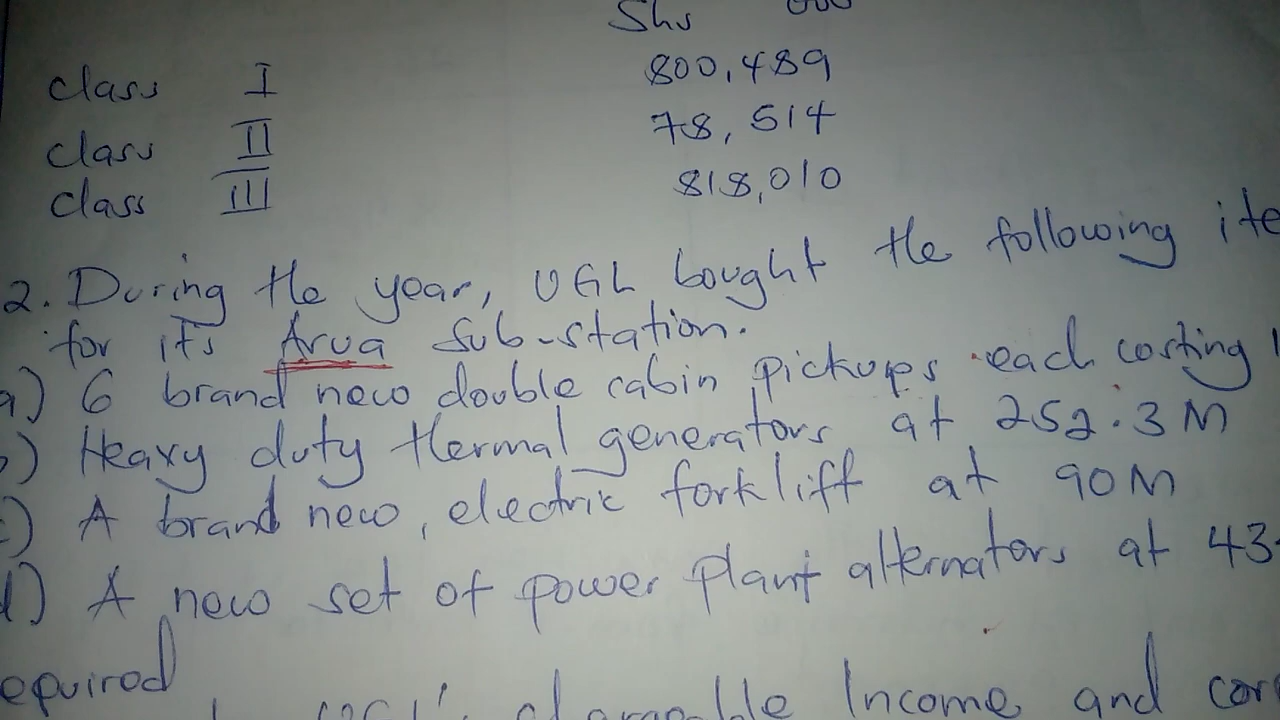 Shs 000
class I 800,489
class II 78,514
class III 818,010
2. During the year, UGL bought the following ite
for its Arua sub-station.
a) 6 brand new double cabin pickups each costing
b) Heavy duty thermal generators at 252.3M
c) A brand new, electric forklift at 90M
d) A new set of power plant alternators at 43
equired
Income and